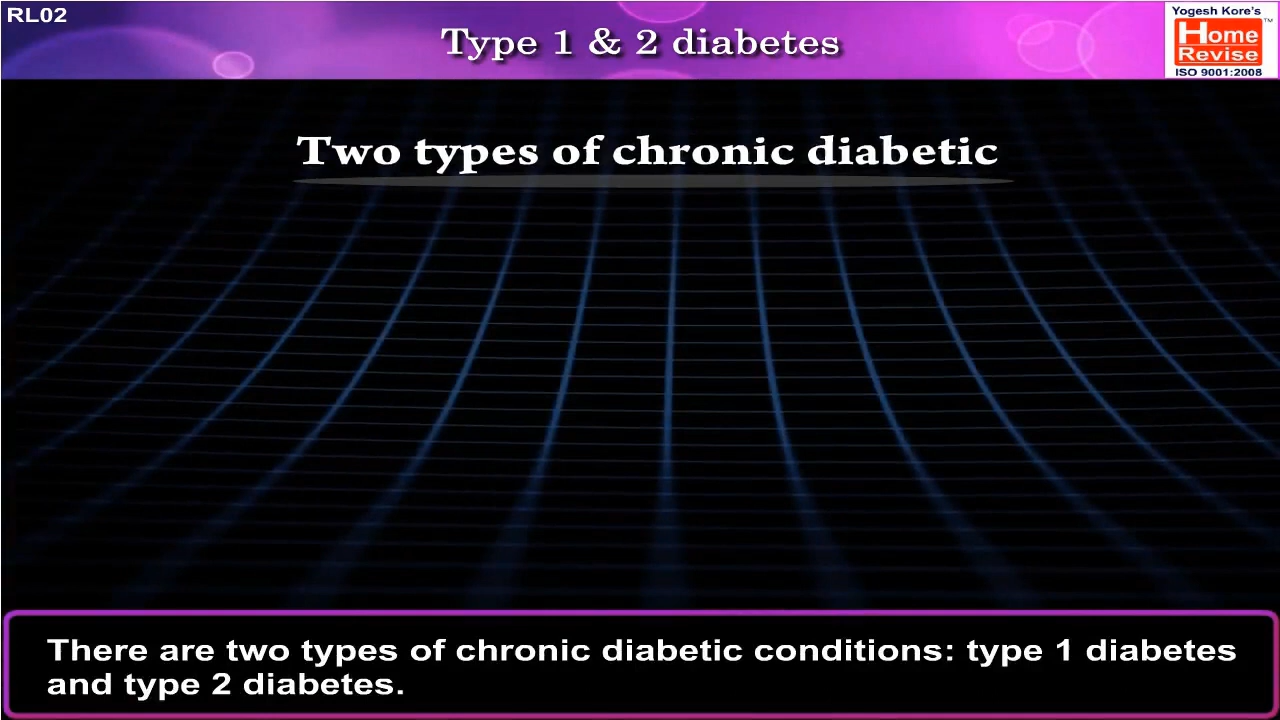 RL02
Type 1 & 2 diabetes
Yogesh Kore's
Home
Revise
TM
ISO 9001:2008
Two types of chronic diabetic
There are two types of chronic diabetic conditions: type 1 diabetes
and type 2 diabetes.